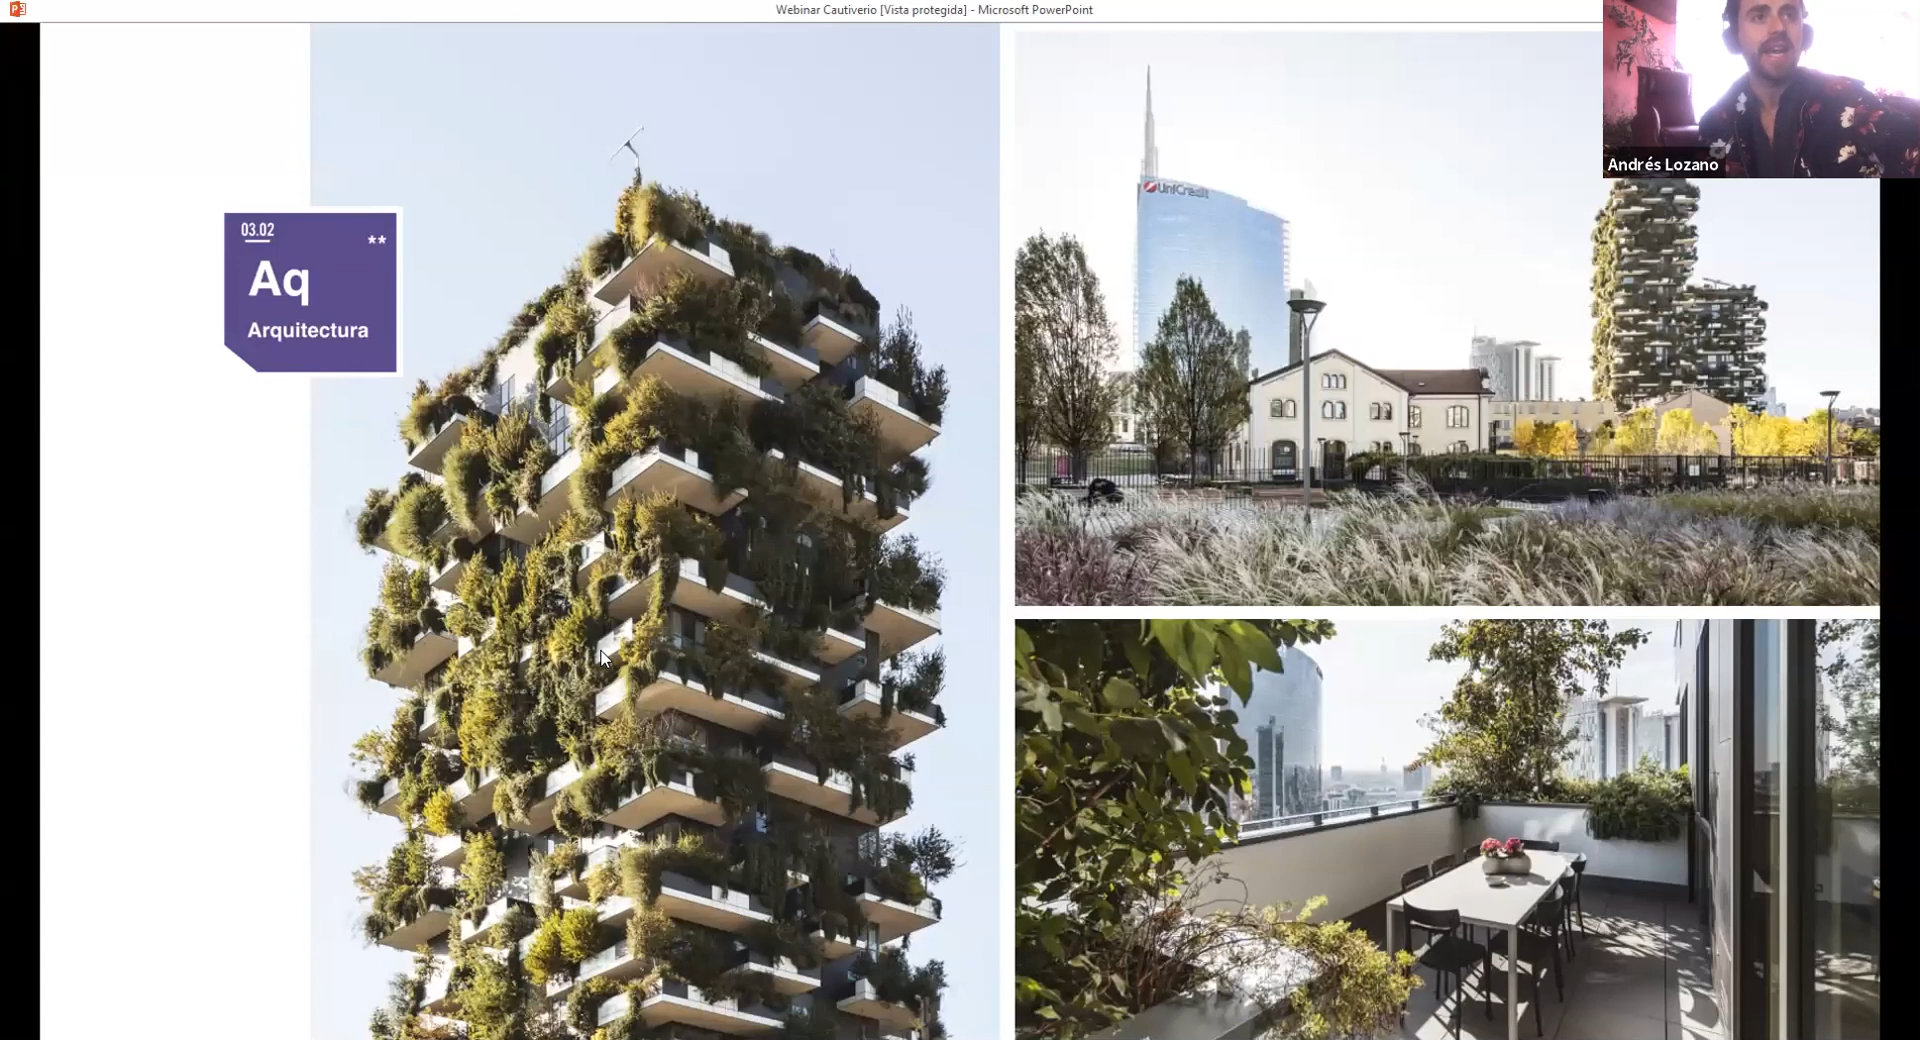 Webinar Cautiverio [Vista protegida] - Microsoft PowerPoint
Andrés Lozano
03.02
**
Aq
Arquitectura
UniCredit